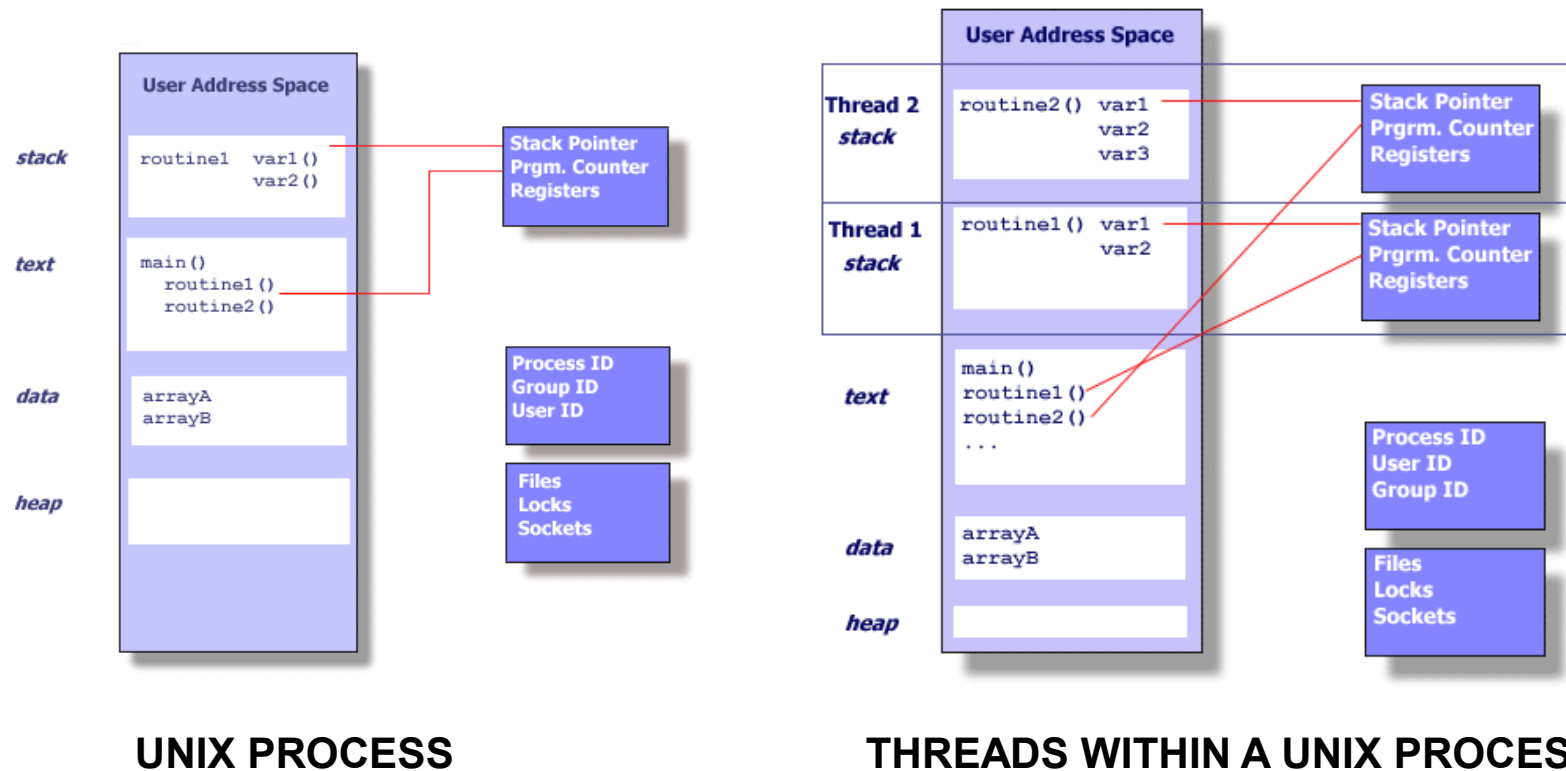 User Address Space
stack
routine1 var1()
var2()
Stack Pointer
Prgm. Counter
Registers
text
main()
routine1()
routine2()
data
arrayA
arrayB
Process ID
Group ID
User ID
heap
Files
Locks
Sockets
UNIX PROCESS
User Address Space
Thread 2
stack
routine2() var1
var2
var3
Stack Pointer
Prgrm. Counter
Registers
Thread 1
stack
routine1() var1
var2
Stack Pointer
Prgrm. Counter
Registers
text
main()
routine1()
routine2()
...
Process ID
User ID
Group ID
data
arrayA
arrayB
Files
Locks
Sockets
heap
THREADS WITHIN A UNIX PROCES